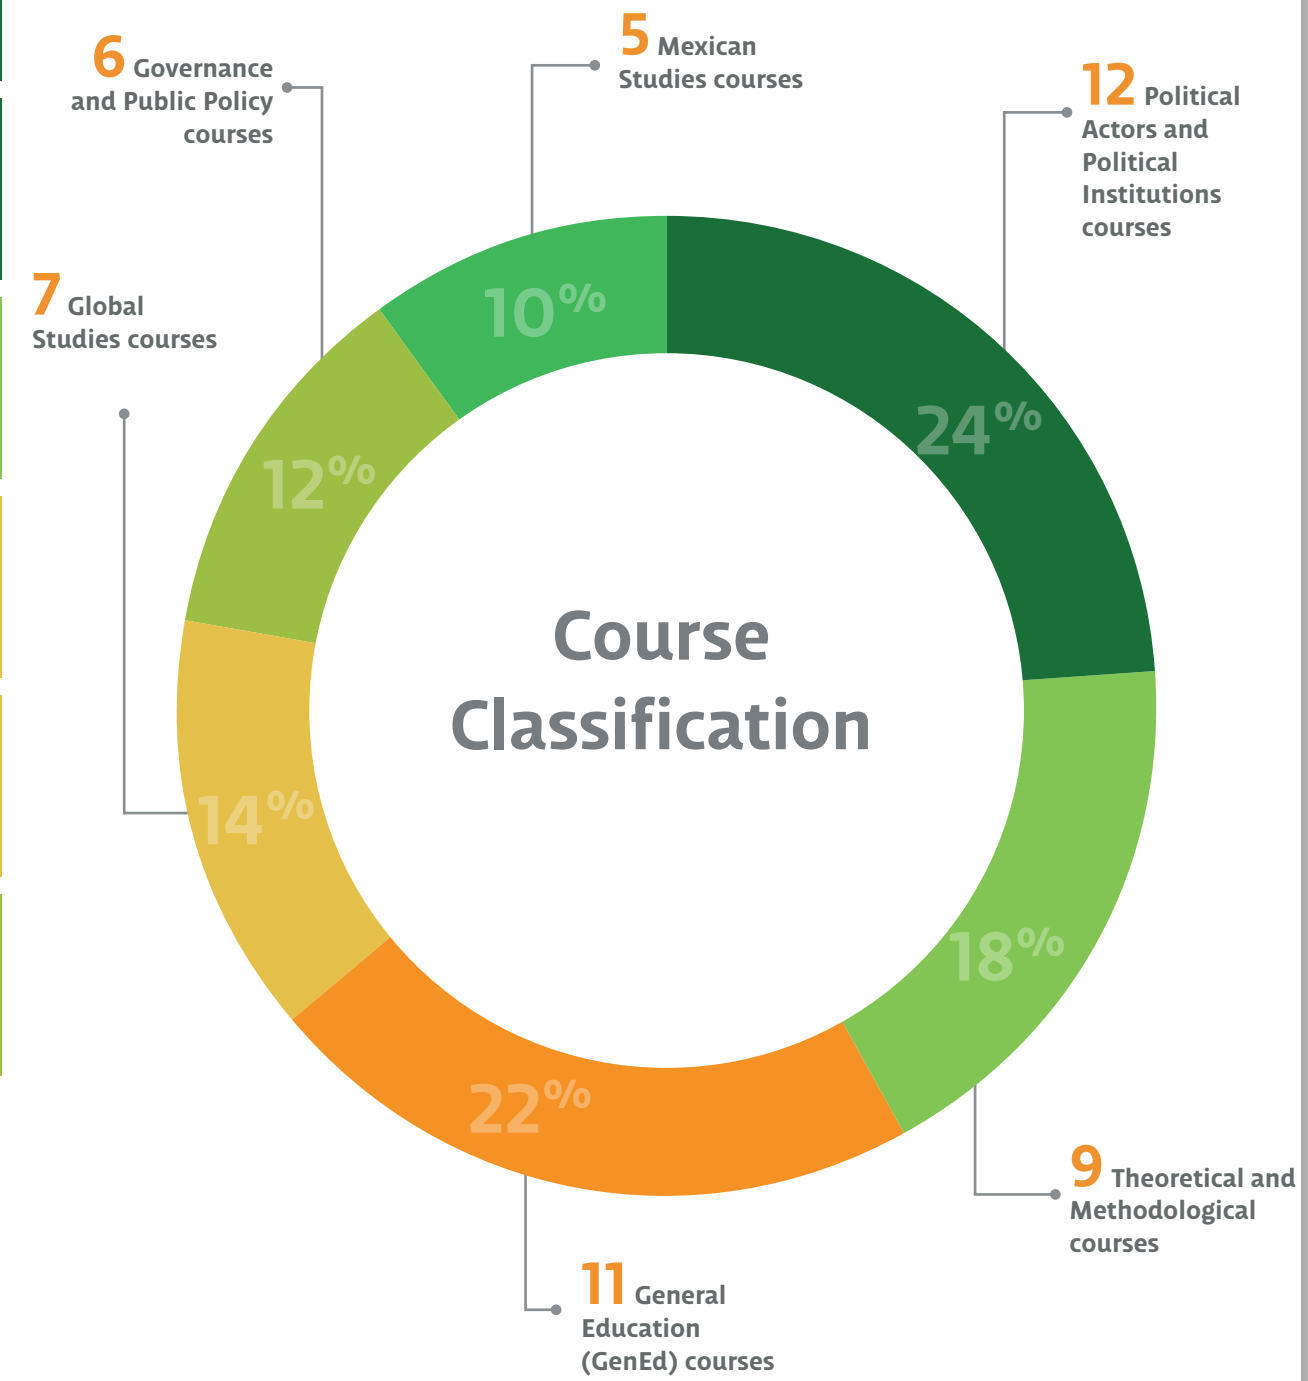 5 Mexican
Studies courses
6 Governance
and Public Policy
courses
12 Political
Actors and
Political
Institutions
courses
7 Global
Studies courses
10%
24%
12%
Course
Classification
14%
18%
22%
9 Theoretical and
Methodological
courses
11 General
Education
(GenEd) courses